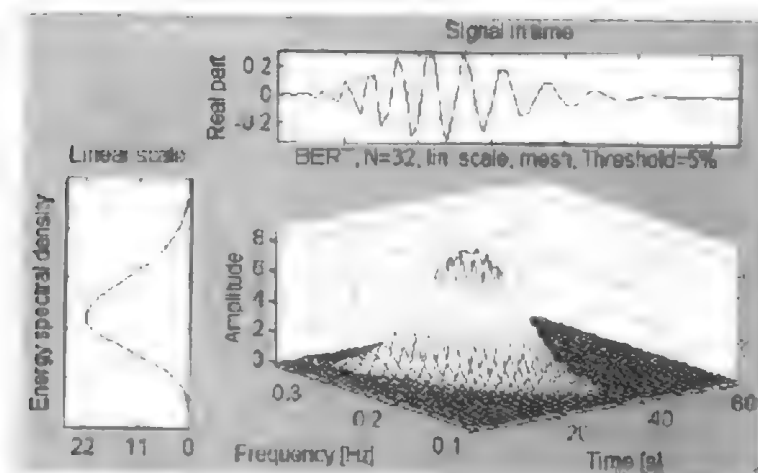 Signal in time
Real part
0 2
0
-0 2
Linear scale
N=32, lin scale, mesh, Threshold=5%
Energy spectral density
22 11 0
Amplitude
8
6
4
2
0
0.3 0.2 0 1
20 40 60
Frequency [Hz]
Time [s]